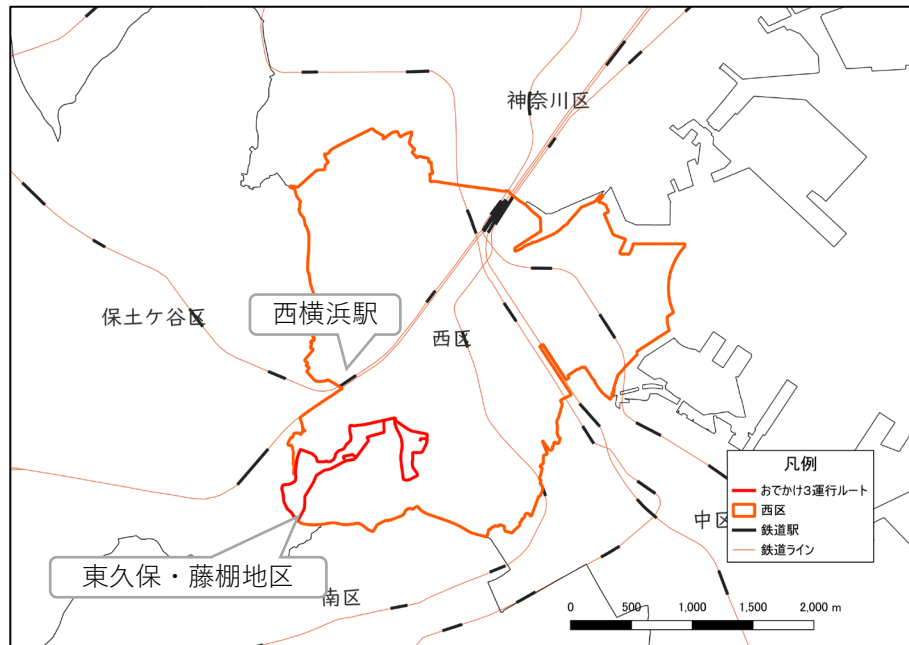 神奈川区
保土ケ谷区
西横浜駅
西区
凡例
おでかけ3運行ルート
西区
鉄道駅
鉄道ライン
中区
東久保・藤棚地区
南区
0 500 1,000 1,500 2,000 m